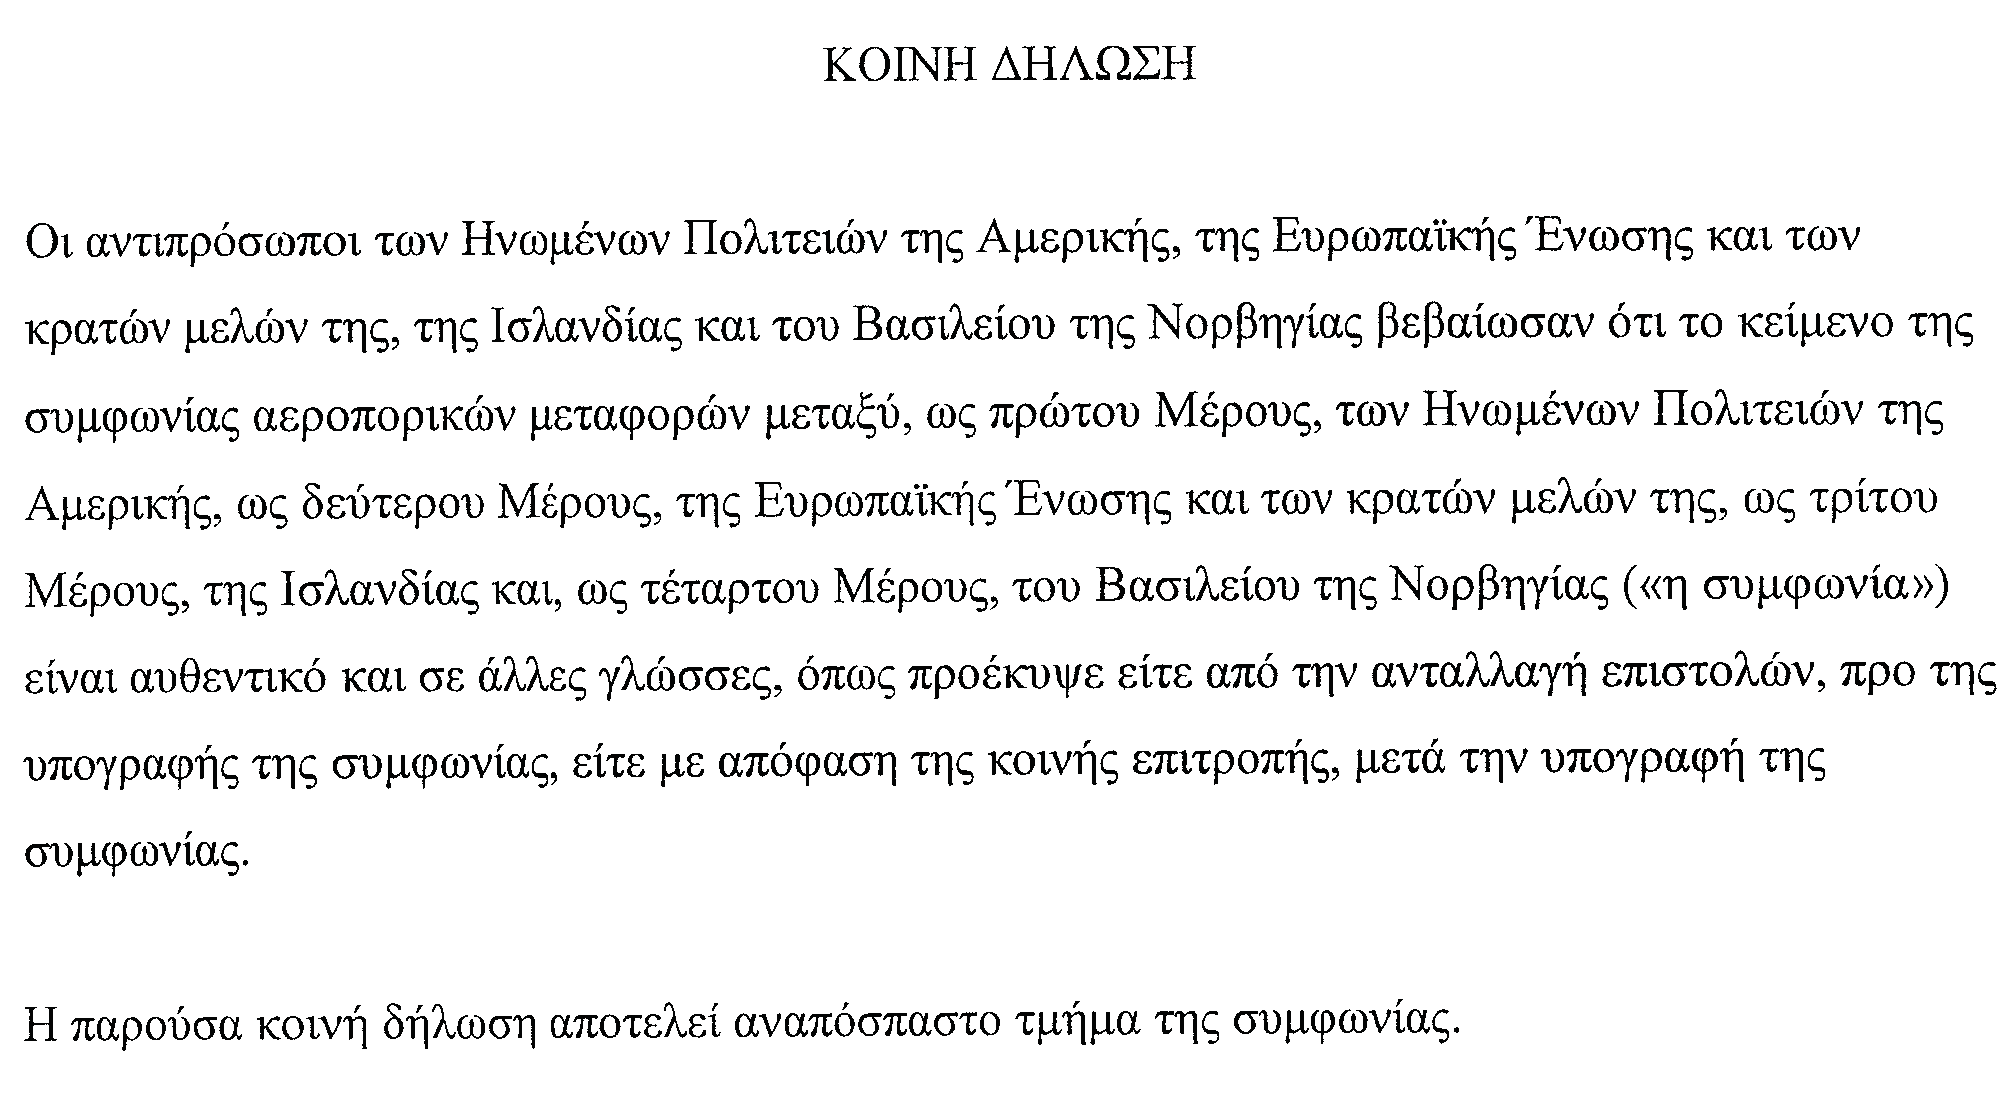 ΚΟΙΝΗ ΔΗΛΩΣΗ
Οι αντιπρόσωποι των Ηνωμένων Πολιτειών της Αμερικής, της Ευρωπαϊκής Ένωσης και των
κρατών μελών της, της Ισλανδίας και του Βασιλείου της Νορβηγίας βεβαίωσαν ότι το κείμενο της
συμφωνίας αεροπορικών μεταφορών μεταξύ, ως πρώτου Μέρους, των Ηνωμένων Πολιτειών της
Αμερικής, ως δεύτερου Μέρους, της Ευρωπαϊκής Ένωσης και των κρατών μελών της, ως τρίτου
Μέρους, της Ισλανδίας και, ως τέταρτου Μέρους, του Βασιλείου της Νορβηγίας («η συμφωνία»)
είναι αυθεντικό και σε άλλες γλώσσες, όπως προέκυψε είτε από την ανταλλαγή επιστολών, προ της
υπογραφής της συμφωνίας, είτε με απόφαση της κοινής επιτροπής, μετά την υπογραφή της
συμφωνίας.
Η παρούσα κοινή δήλωση αποτελεί αναπόσπαστο τμήμα της συμφωνίας.